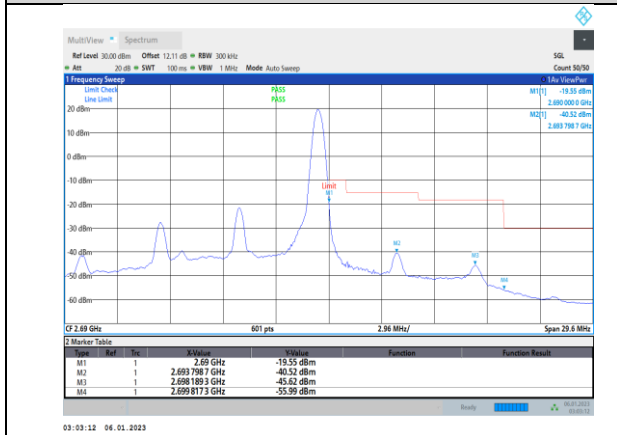 MultiView Spectrum
Ref Level 30.00 dBm Offset 12.11 dB RBW 300 kHz SGL
Att 20 dB SWT 100 ms VBW 1 MHz Mode Auto Sweep Count 50/50
1 Frequency Sweep 1Av ViewPwr
Limit Check PASS M1[1] -19.55 dBm
Line Limit PASS 2.690 000 0 GHz
M2[1] -40.52 dBm
2.693 798 7 GHz
20 dBm
10 dBm
0 dBm
-10 dBm
Limit
M1
-20 dBm
-30 dBm
-40 dBm
M2
M3
-50 dBm
M4
-60 dBm
CF 2.69 GHz 601 pts 2.96 MHz/ Span 29.6 MHz
2 Marker Table
Type Ref Trc X-Value Y-Value Function Function Result
M1 1 2.69 GHz -19.55 dBm
M2 1 2.693 798 7 GHz -40.52 dBm
M3 1 2.698 189 3 GHz -45.62 dBm
M4 1 2.699 817 3 GHz -55.99 dBm
Ready 06.01.2023
03:03:12
03:03:12 06.01.2023